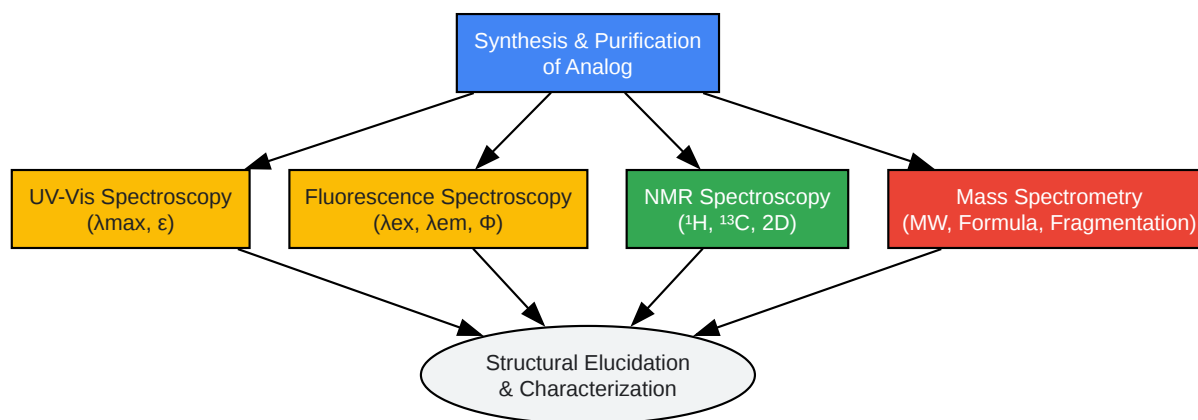 Synthesis & Purification
of Analog
UV-Vis Spectroscopy
(λmax, ε)
Fluorescence Spectroscopy
(λex, λem, Φ)
NMR Spectroscopy
(¹H, ¹³C, 2D)
Mass Spectrometry
(MW, Formula, Fragmentation)
Structural Elucidation
& Characterization